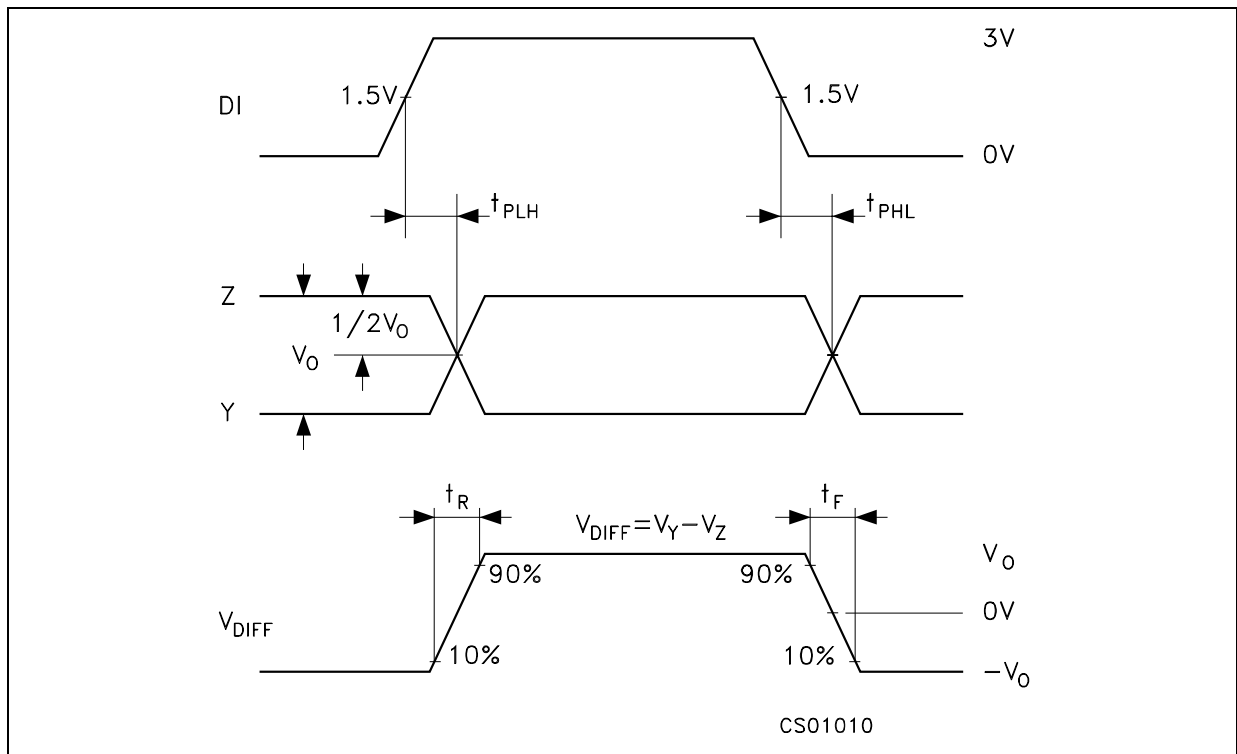 3V
1.5V
1.5V
DI
0V
tPLH
tPHL
Z
1/2VO
VO
Y
tR
tF
VDIFF=VY−VZ
VO
90%
90%
0V
VDIFF
10%
10%
−VO
CS01010